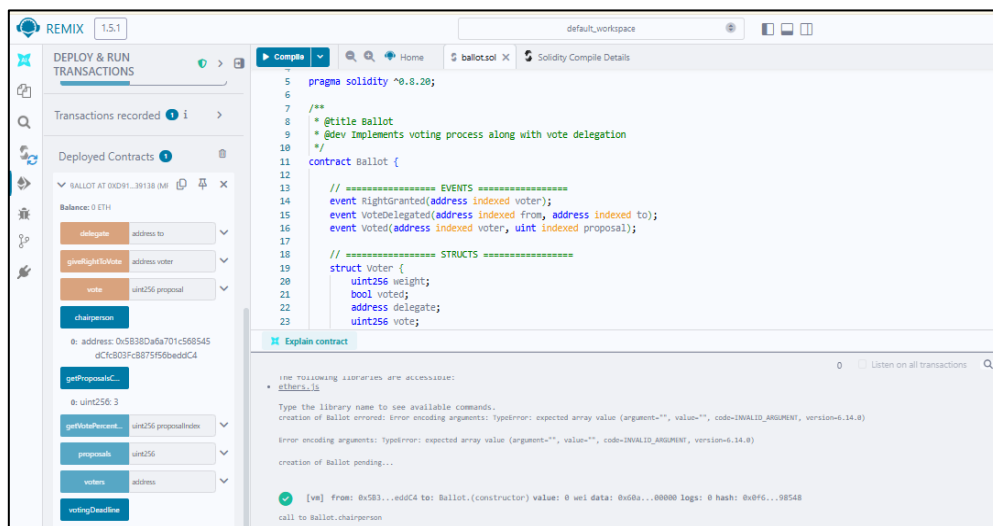 REMIX 1.5.1
default_workspace
DEPLOY & RUN
TRANSACTIONS
Transactions recorded 1 i
Deployed Contracts 1
BALLOT AT 0XD91...39138 (ME
Balance: 0 ETH
delegate address to
giveRightToVote address voter
vote uint256 proposal
chairperson
0: address: 0x5B38Da6a701c568545
dCfcB03FcB875f56beddC4
getProposalsC...
0: uint256: 3
getVotePercent... uint256 proposalIndex
proposals uint256
voters address
votingDeadline
Compile Home ballot.sol Solidity Compile Details
4
5 pragma solidity ^0.8.20;
6
7 /**
8 * @title Ballot
9 * @dev Implements voting process along with vote delegation
10 */
11 contract Ballot {
12
13 // ================= EVENTS =================
14 event RightGranted(address indexed voter);
15 event VoteDelegated(address indexed from, address indexed to);
16 event Voted(address indexed voter, uint indexed proposal);
17
18 // ================= STRUCTS =================
19 struct Voter {
20 uint256 weight;
21 bool voted;
22 address delegate;
23 uint256 vote;
Explain contract
0 Listen on all transactions
The following libraries are accessible:
ethers.js
Type the library name to see available commands.
creation of Ballot errored: Error encoding arguments: TypeError: expected array value (argument="", value="", code=INVALID_ARGUMENT, version=6.14.0)
Error encoding arguments: TypeError: expected array value (argument="", value="", code=INVALID_ARGUMENT, version=6.14.0)
creation of Ballot pending...
[vm] from: 0x5B3...eddC4 to: Ballot.(constructor) value: 0 wei data: 0x60a...00000 logs: 0 hash: 0x0f6...98548
call to Ballot.chairperson